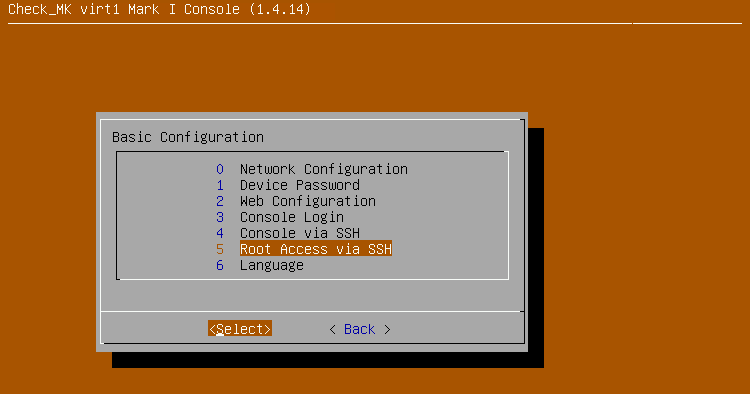 Check_MK virt1 Mark I Console (1.4.14)
Basic Configuration
0 Network Configuration
1 Device Password
2 Web Configuration
3 Console Login
4 Console via SSH
5 Root Access via SSH
6 Language
<Select> < Back >